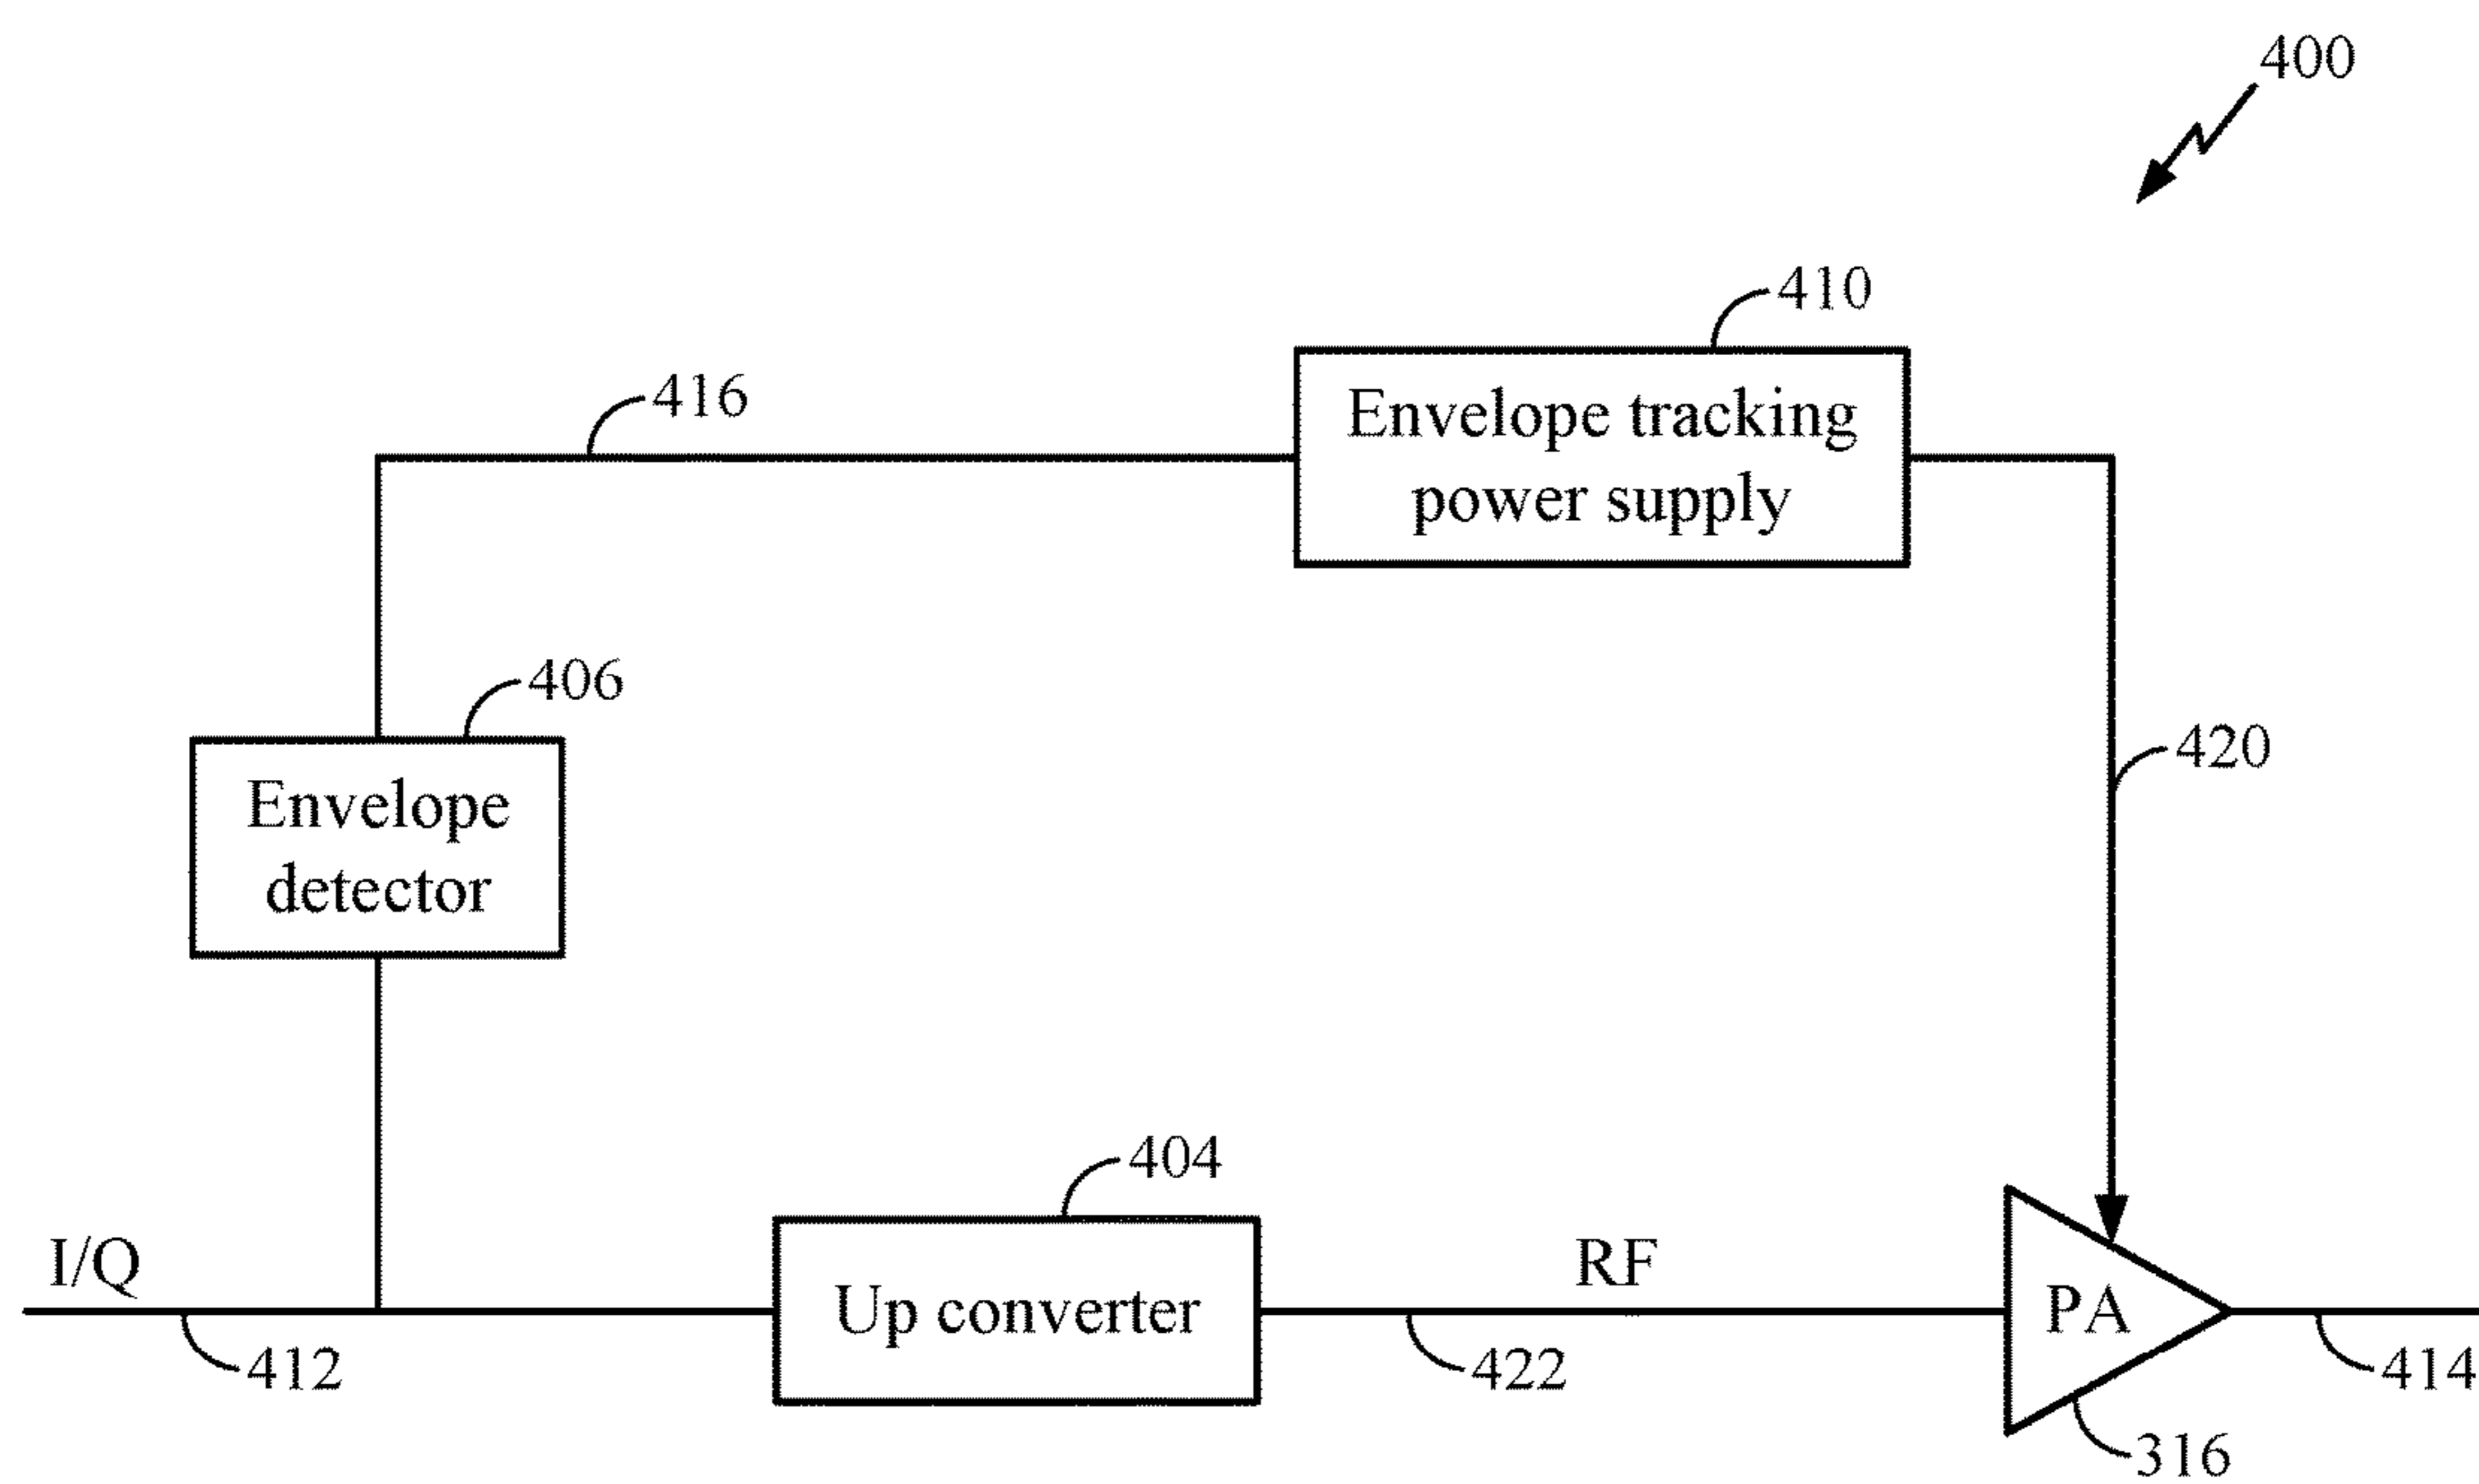 400
410
Envelope tracking
power supply
416
406
Envelope
detector
420
404
I/Q
Up converter
RF
PA
412
422
414
316